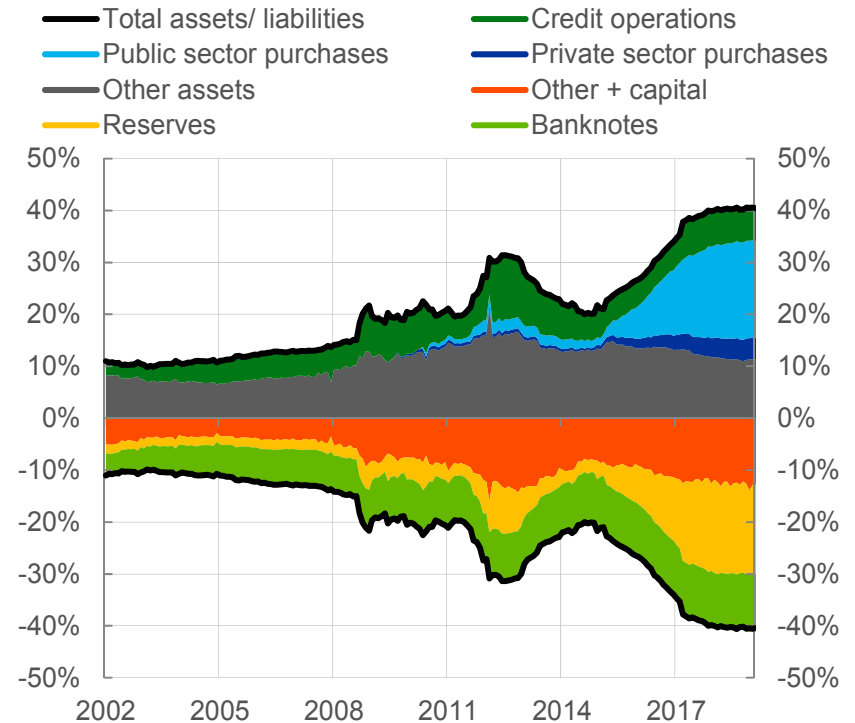 Total assets/ liabilities Credit operations
Public sector purchases Private sector purchases
Other assets Other + capital
Reserves Banknotes
50% 50%
40% 40%
30% 30%
20% 20%
10% 10%
0% 0%
-10% -10%
-20% -20%
-30% -30%
-40% -40%
-50% -50%
2002 2005 2008 2011 2014 2017